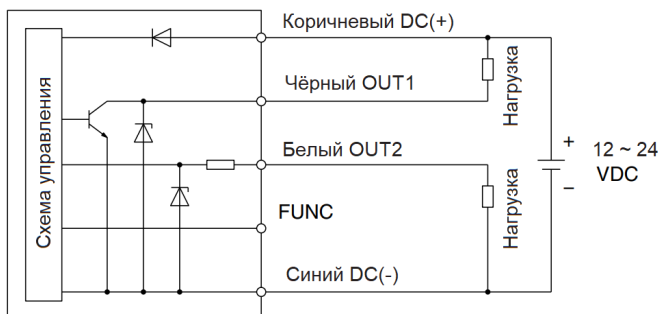 Коричневый DC(+)
Чёрный OUT1
Нагрузка
Схема управления
Белый OUT2
+ 12 ~ 24
− VDC
FUNC
Нагрузка
Синий DC(-)